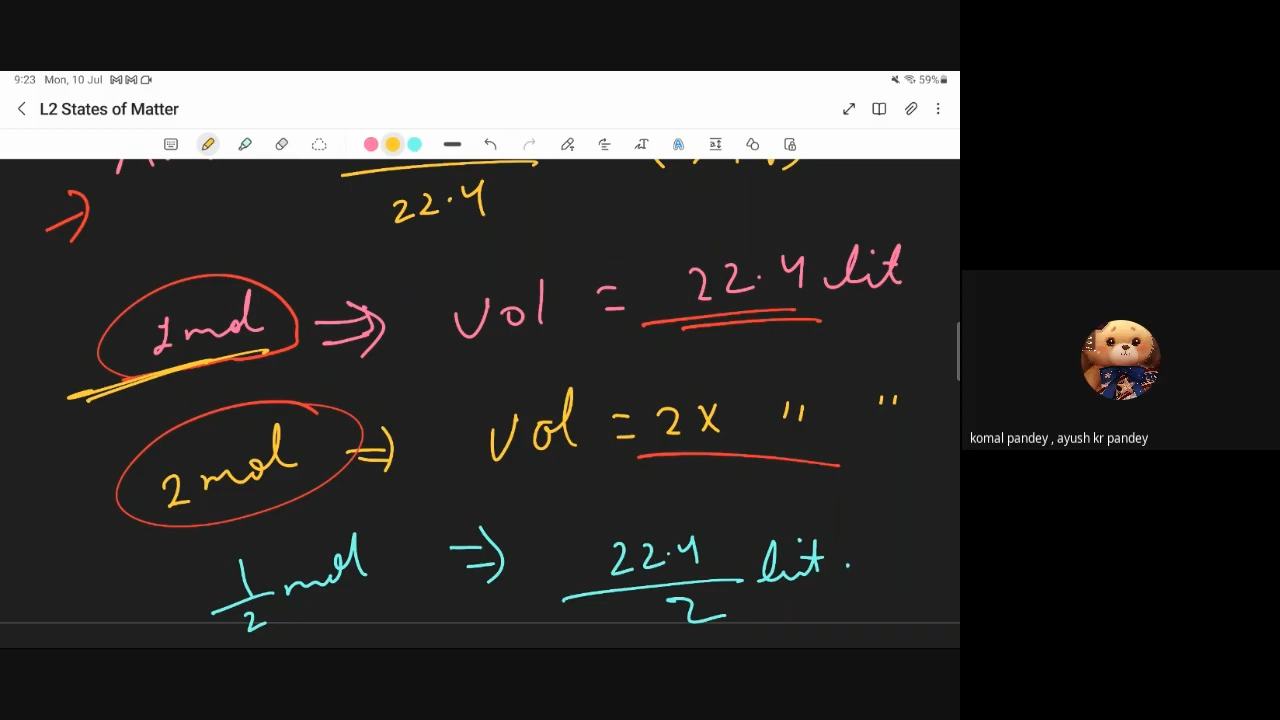 9:23 Mon, 10 Jul
59%
L2 States of Matter
⇒
22.4
1 mol ⇒ vol = 22.4 lit
2 mol ⇒ vol = 2 x " "
1/2 mol ⇒ 22.4/2 lit.
komal pandey , ayush kr pandey